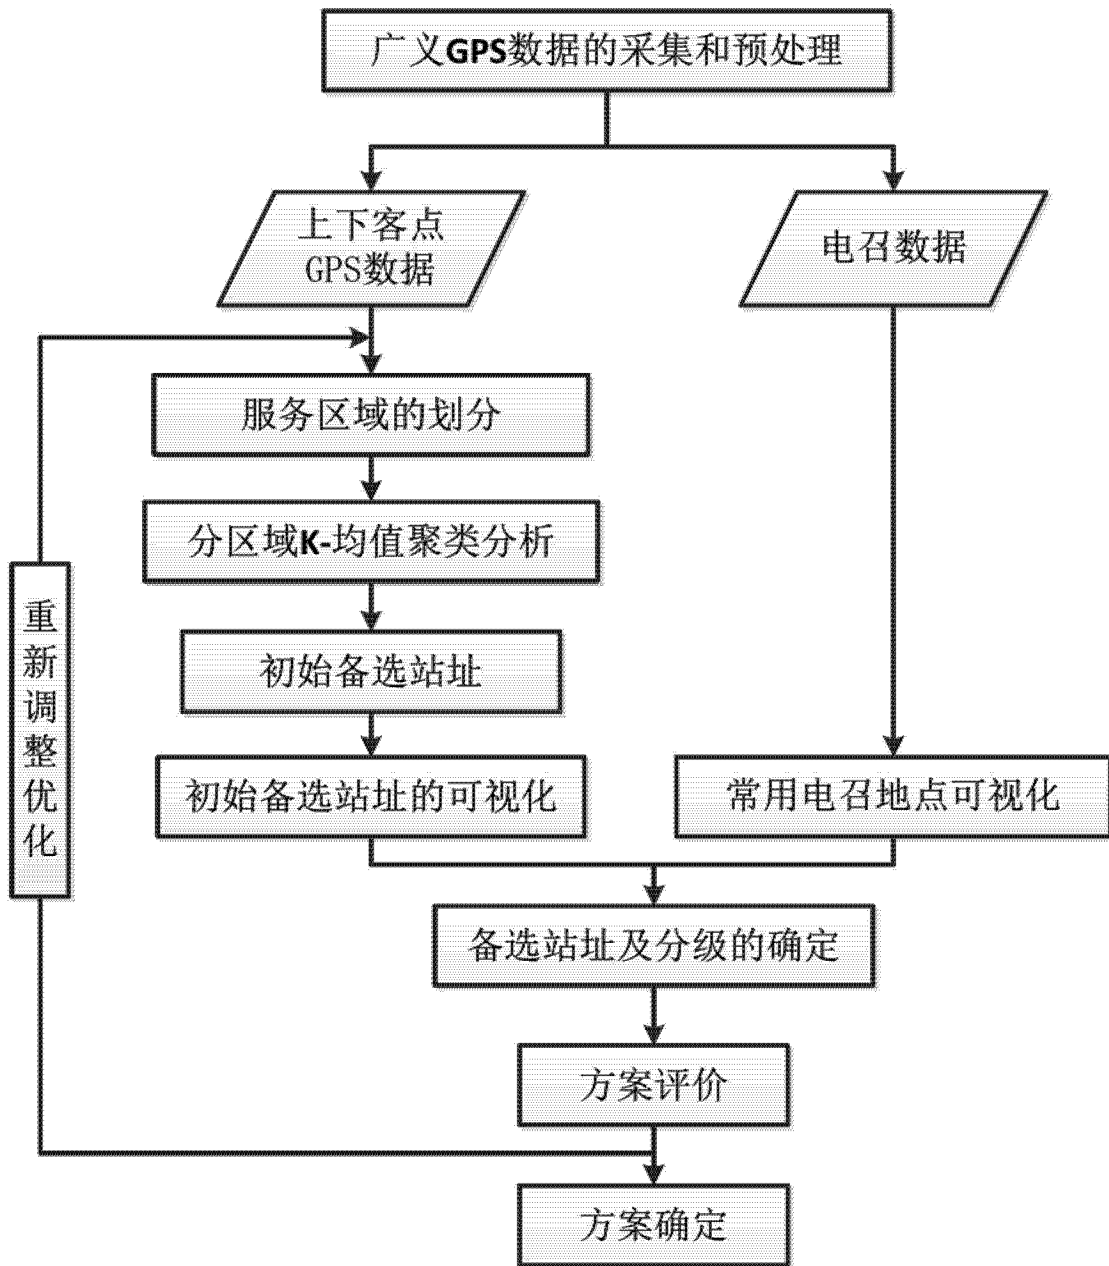 广义GPS数据的采集和预处理
上下客点
GPS数据
电召数据
服务区域的划分
分区域K-均值聚类分析
初始备选站址
重新调整优化
初始备选站址的可视化
常用电召地点可视化
备选站址及分级的确定
方案评价
方案确定